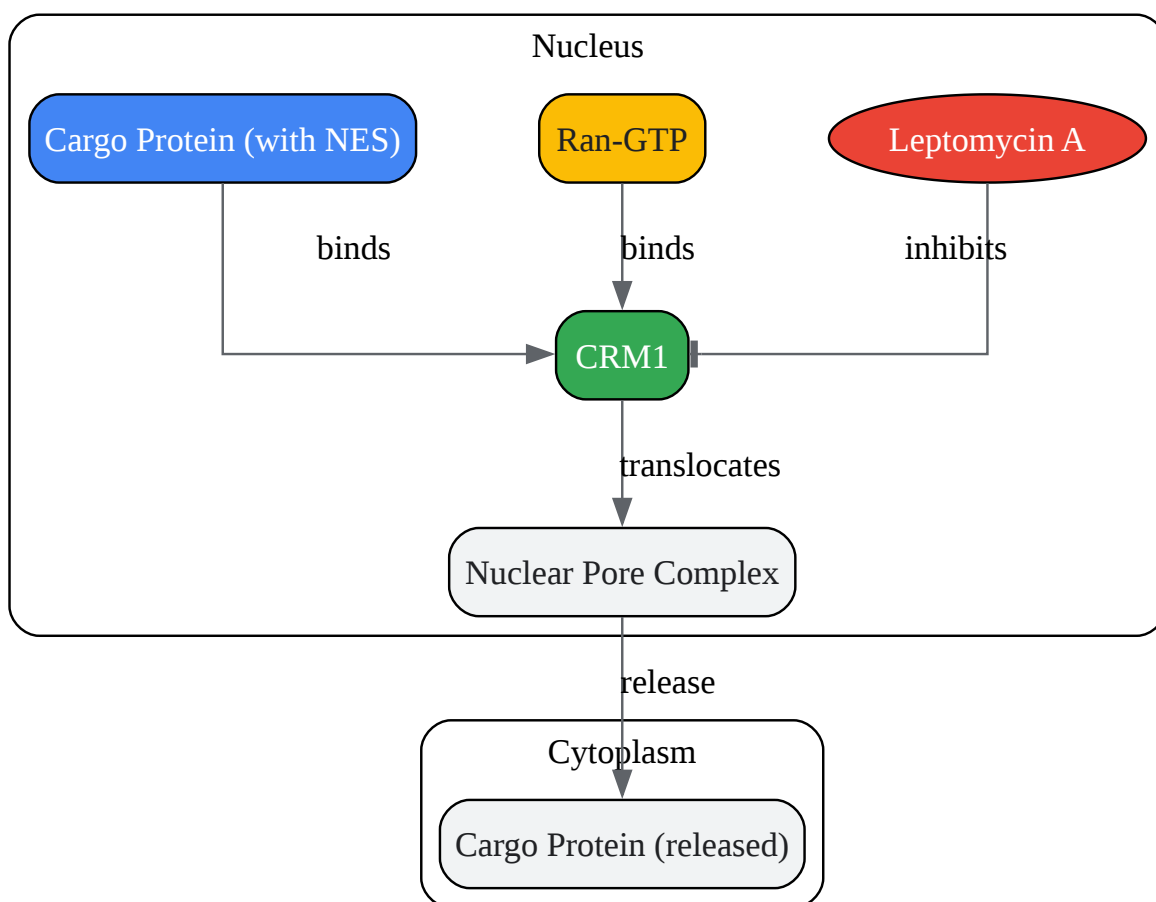 Nucleus
Cargo Protein (with NES)
Ran-GTP
Leptomycin A
binds
binds
inhibits
CRM1
translocates
Nuclear Pore Complex
release
Cytoplasm
Cargo Protein (released)